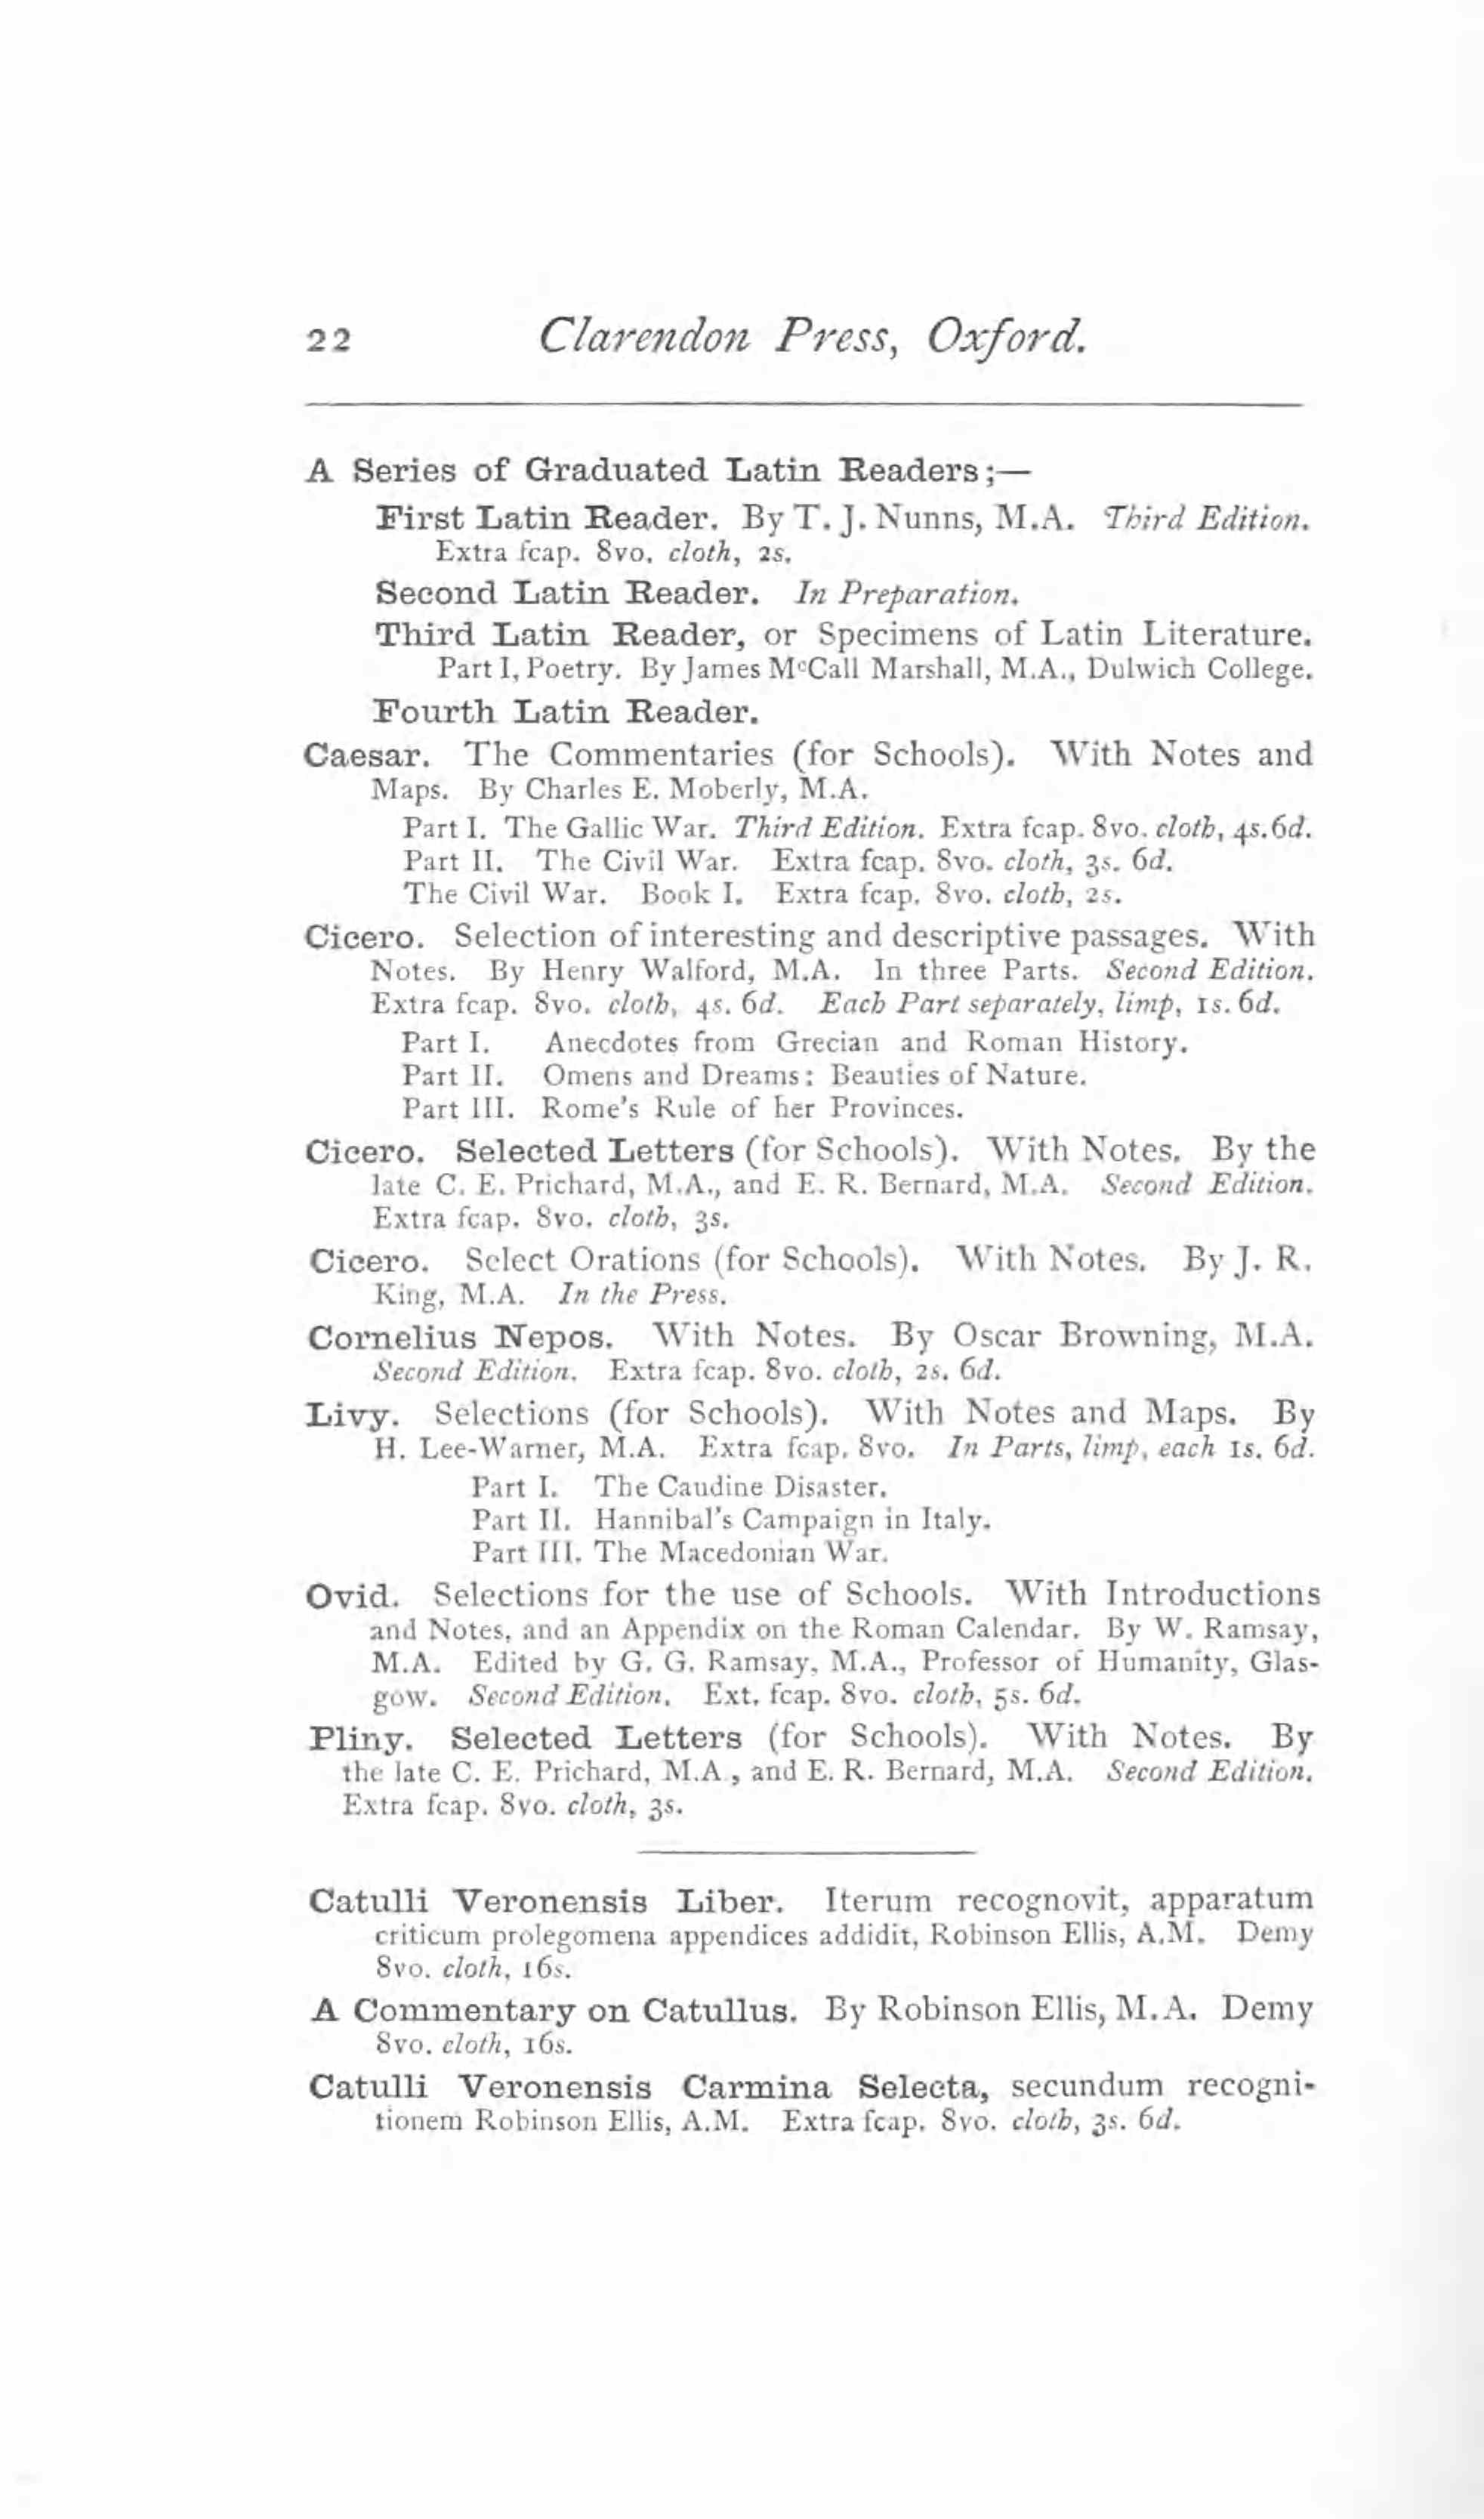 22 Clarendon Press, Oxford.
A Series of Graduated Latin Readers;—
First Latin Reader. By T. J. Nunns, M.A. Third Edition.
Extra fcap. 8vo. cloth, 2s.
Second Latin Reader. In Preparation.
Third Latin Reader, or Specimens of Latin Literature.
Part I, Poetry. By James McCall Marshall, M.A., Dulwich College.
Fourth Latin Reader.
Caesar. The Commentaries (for Schools). With Notes and
Maps. By Charles E. Moberly, M.A.
Part I. The Gallic War. Third Edition. Extra fcap. 8vo. cloth, 4s. 6d.
Part II. The Civil War. Extra fcap. 8vo. cloth, 3s. 6d.
The Civil War. Book I. Extra fcap. 8vo. cloth, 2s.
Cicero. Selection of interesting and descriptive passages. With
Notes. By Henry Walford, M.A. In three Parts. Second Edition.
Extra fcap. 8vo. cloth, 4s. 6d. Each Part separately, limp, 1s. 6d.
Part I. Anecdotes from Grecian and Roman History.
Part II. Omens and Dreams: Beauties of Nature.
Part III. Rome's Rule of her Provinces.
Cicero. Selected Letters (for Schools). With Notes. By the
late C. E. Prichard, M.A., and E. R. Bernard, M.A. Second Edition.
Extra fcap. 8vo. cloth, 3s.
Cicero. Select Orations (for Schools). With Notes. By J. R.
King, M.A. In the Press.
Cornelius Nepos. With Notes. By Oscar Browning, M.A.
Second Edition. Extra fcap. 8vo. cloth, 2s. 6d.
Livy. Selections (for Schools). With Notes and Maps. By
H. Lee-Warner, M.A. Extra fcap. 8vo. In Parts, limp, each 1s. 6d.
Part I. The Caudine Disaster.
Part II. Hannibal's Campaign in Italy.
Part III. The Macedonian War.
Ovid. Selections for the use of Schools. With Introductions
and Notes, and an Appendix on the Roman Calendar. By W. Ramsay,
M.A. Edited by G. G. Ramsay, M.A., Professor of Humanity, Glas-
gow. Second Edition. Ext. fcap. 8vo. cloth, 5s. 6d.
Pliny. Selected Letters (for Schools). With Notes. By
the late C. E. Prichard, M.A., and E. R. Bernard, M.A. Second Edition.
Extra fcap. 8vo. cloth, 3s.
Catulli Veronensis Liber. Iterum recognovit, apparatum
criticum prolegomena appendices addidit, Robinson Ellis, A.M. Demy
8vo. cloth, 16s.
A Commentary on Catullus. By Robinson Ellis, M.A. Demy
8vo. cloth, 16s.
Catulli Veronensis Carmina Selecta, secundum recogni-
tionem Robinson Ellis, A.M. Extra fcap. 8vo. cloth, 3s. 6d.